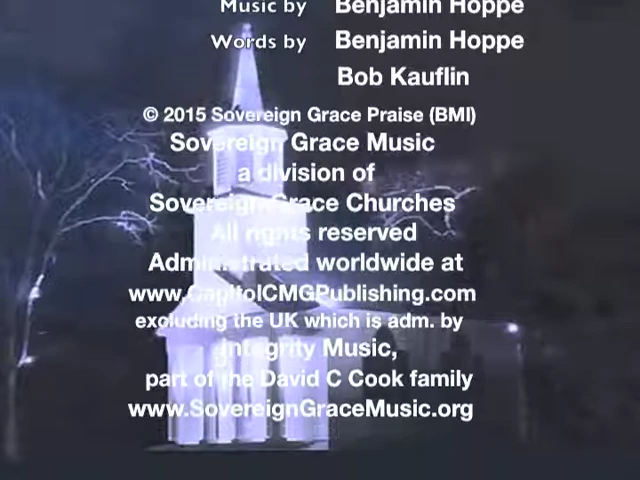 Music by Benjamin Hoppe
Words by Benjamin Hoppe
Bob Kauflin
© 2015 Sovereign Grace Praise (BMI)
Sovereign Grace Music
a division of
Sovereign Grace Churches
All rights reserved
Administrated worldwide at
www.CapitolCMGPublishing.com
excluding the UK which is adm. by
Integrity Music,
part of the David C Cook family
www.SovereignGraceMusic.org